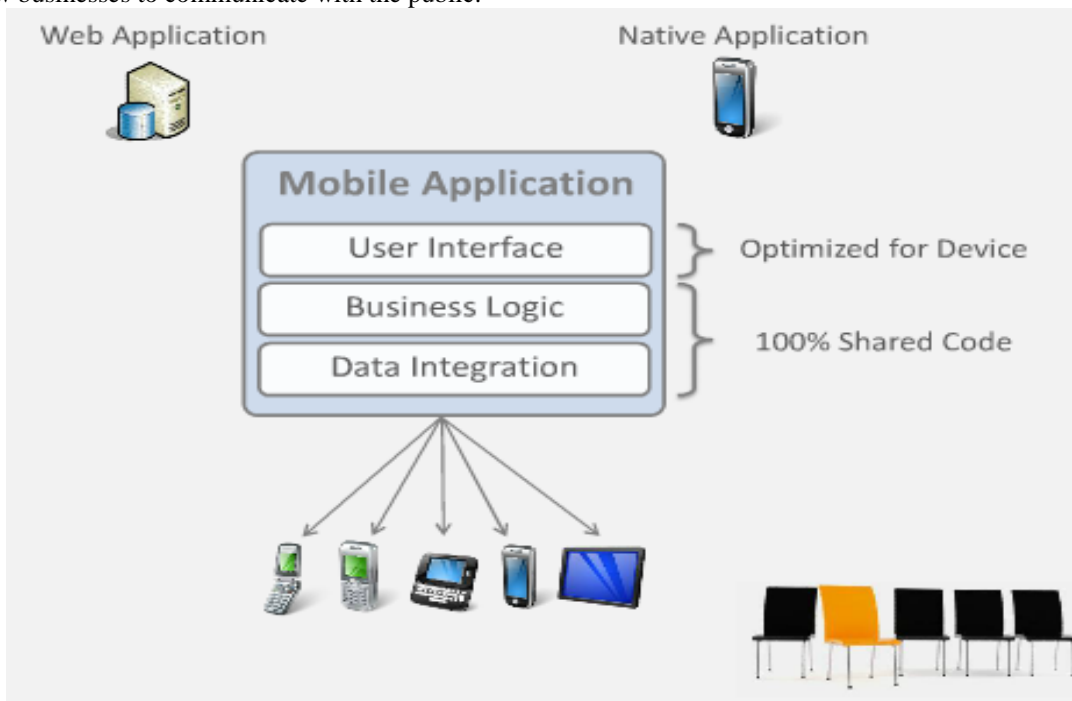 businesses to communicate with the public.
Web Application
Native Application
Mobile Application
User Interface
Optimized for Device
Business Logic
100% Shared Code
Data Integration